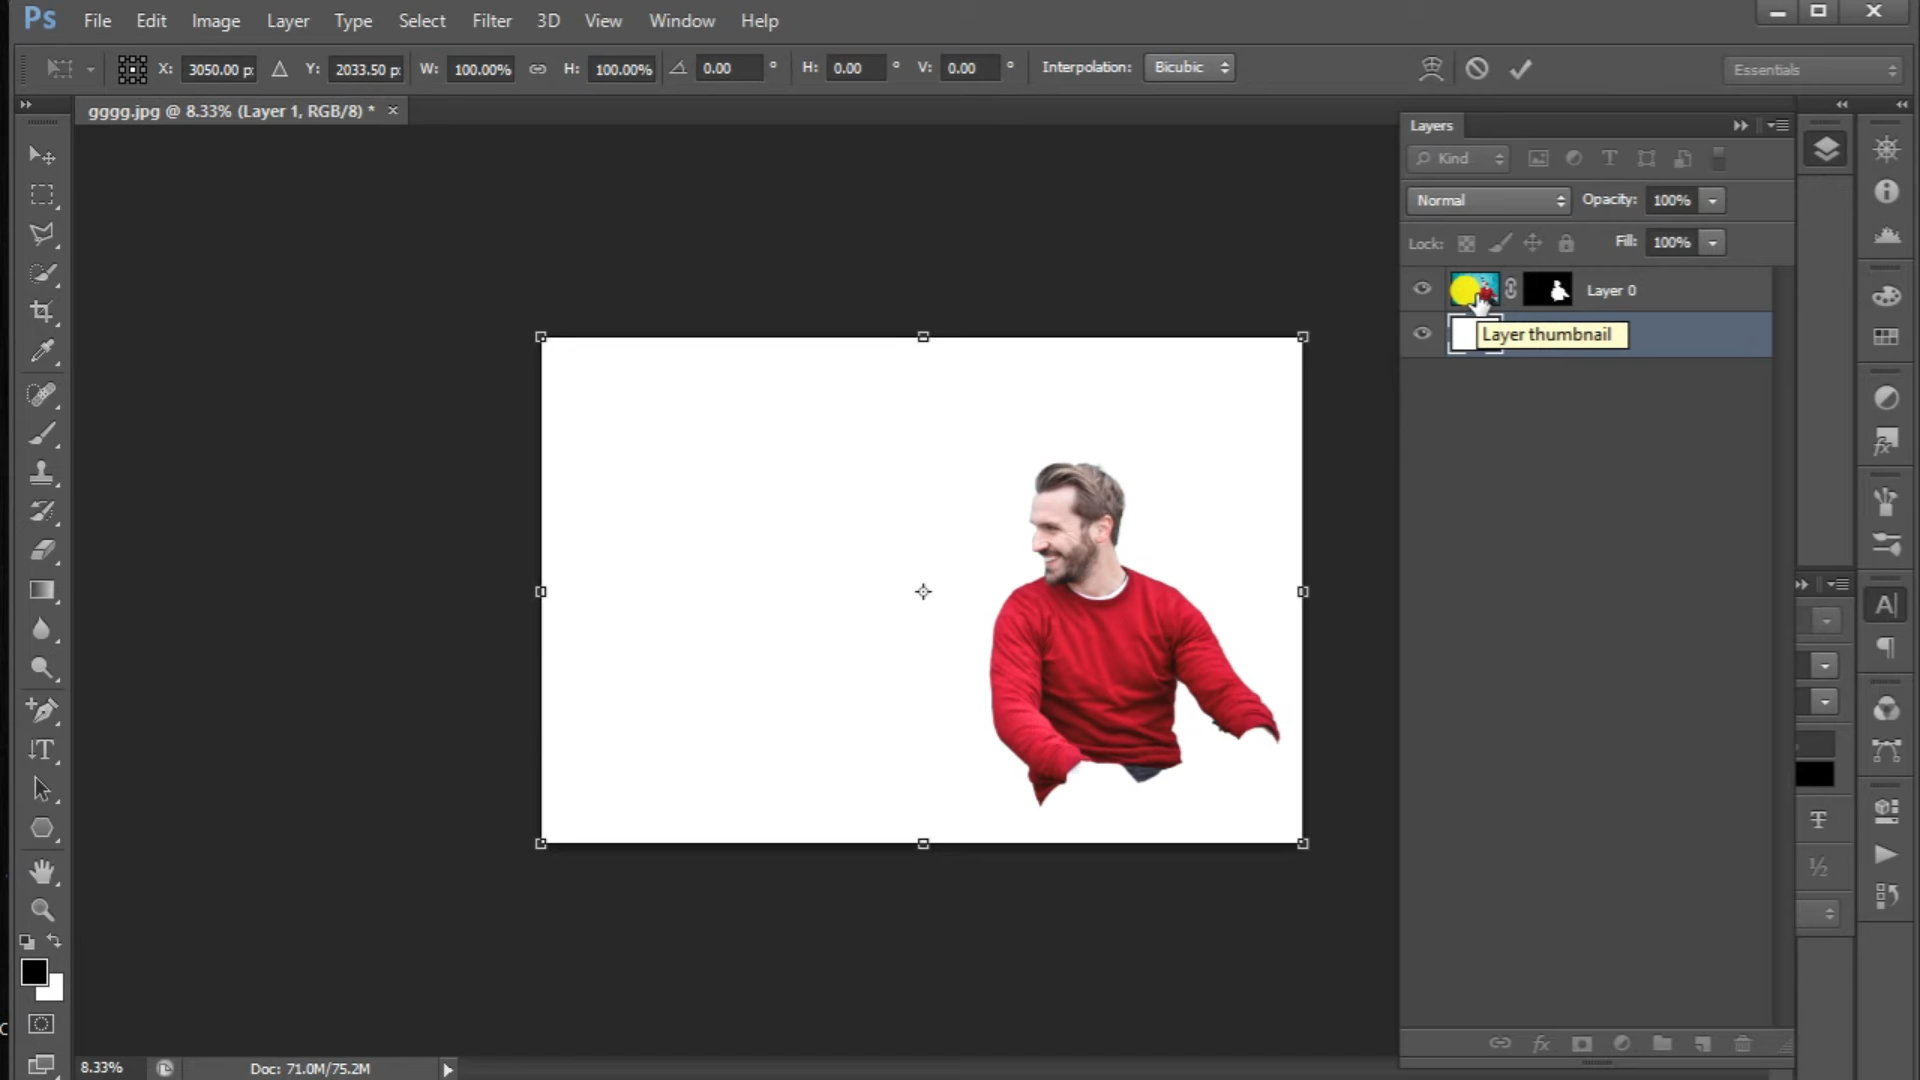 Ps File Edit Image Layer Type Select Filter 3D View Window Help
X: 3050.00 p: Y: 2033.50 p: W: 100.00% H: 100.00% 0.00 ° H: 0.00 ° V: 0.00 ° Interpolation: Bicubic Essentials
gggg.jpg @ 8.33% (Layer 1, RGB/8) * ×
Layers
Kind
Normal Opacity: 100%
Lock: Fill: 100%
Layer 0
Layer thumbnail
8.33% Doc: 71.0M/75.2M